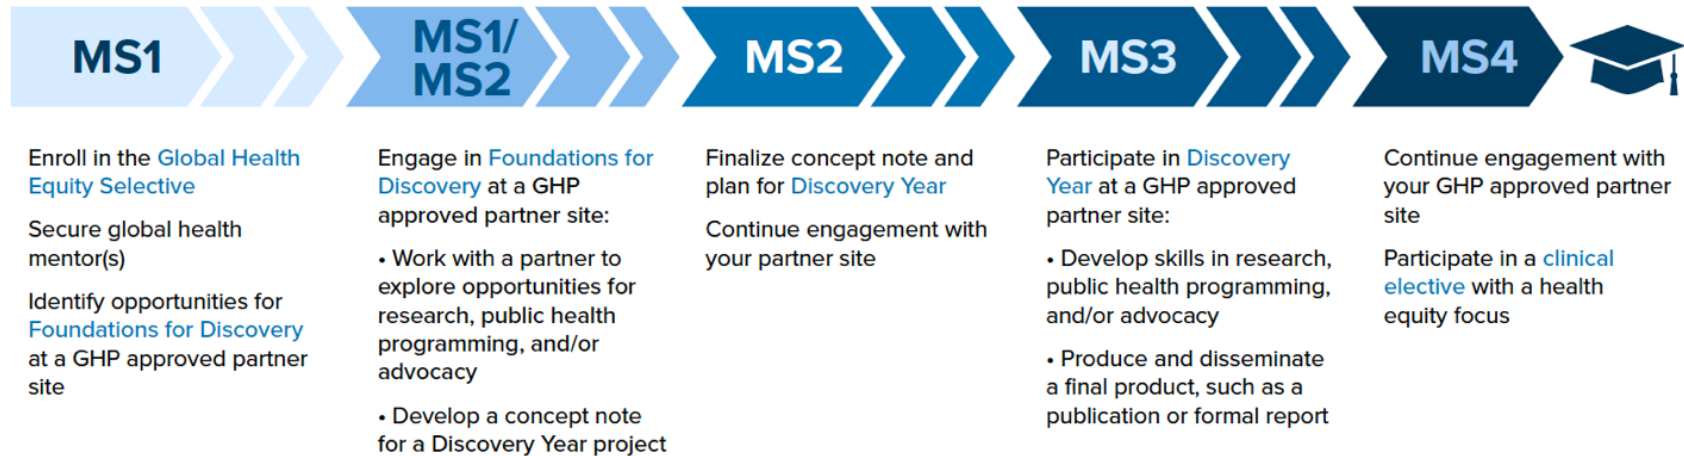 MS1
Enroll in the Global Health
Equity Selective
Secure global health
mentor(s)
Identify opportunities for
Foundations for Discovery
at a GHP approved partner
site
MS1/
MS2
Engage in Foundations for
Discovery at a GHP
approved partner site:
• Work with a partner to
explore opportunities for
research, public health
programming, and/or
advocacy
• Develop a concept note
for a Discovery Year project
MS2
Finalize concept note and
plan for Discovery Year
Continue engagement with
your partner site
MS3
Participate in Discovery
Year at a GHP approved
partner site:
• Develop skills in research,
public health programming,
and/or advocacy
• Produce and disseminate
a final product, such as a
publication or formal report
MS4
Continue engagement with
your GHP approved partner
site
Participate in a clinical
elective with a health
equity focus